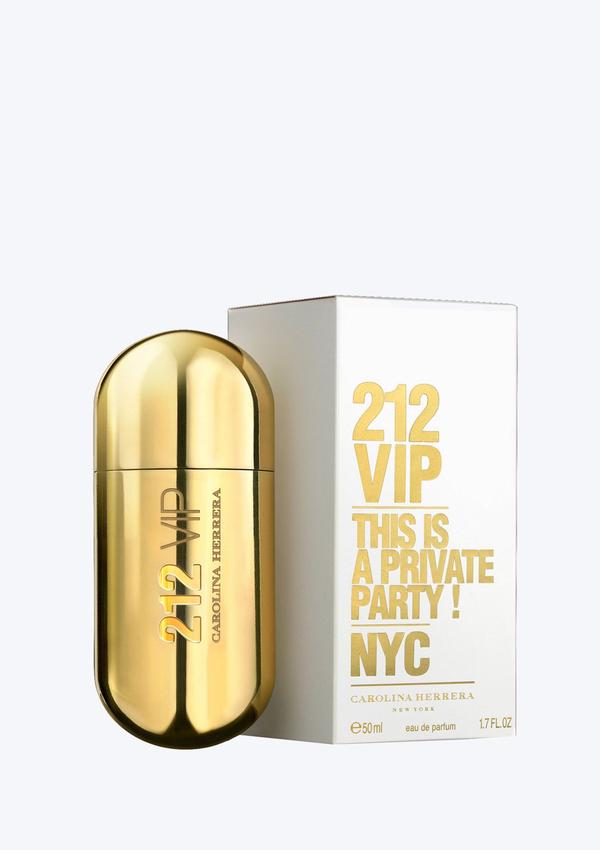 212 VIP
CAROLINA HERRERA
212
VIP
THIS IS
A PRIVATE
PARTY !
NYC
CAROLINA HERRERA
NEW YORK
℮50ml eau de parfum 1.7 FL.OZ